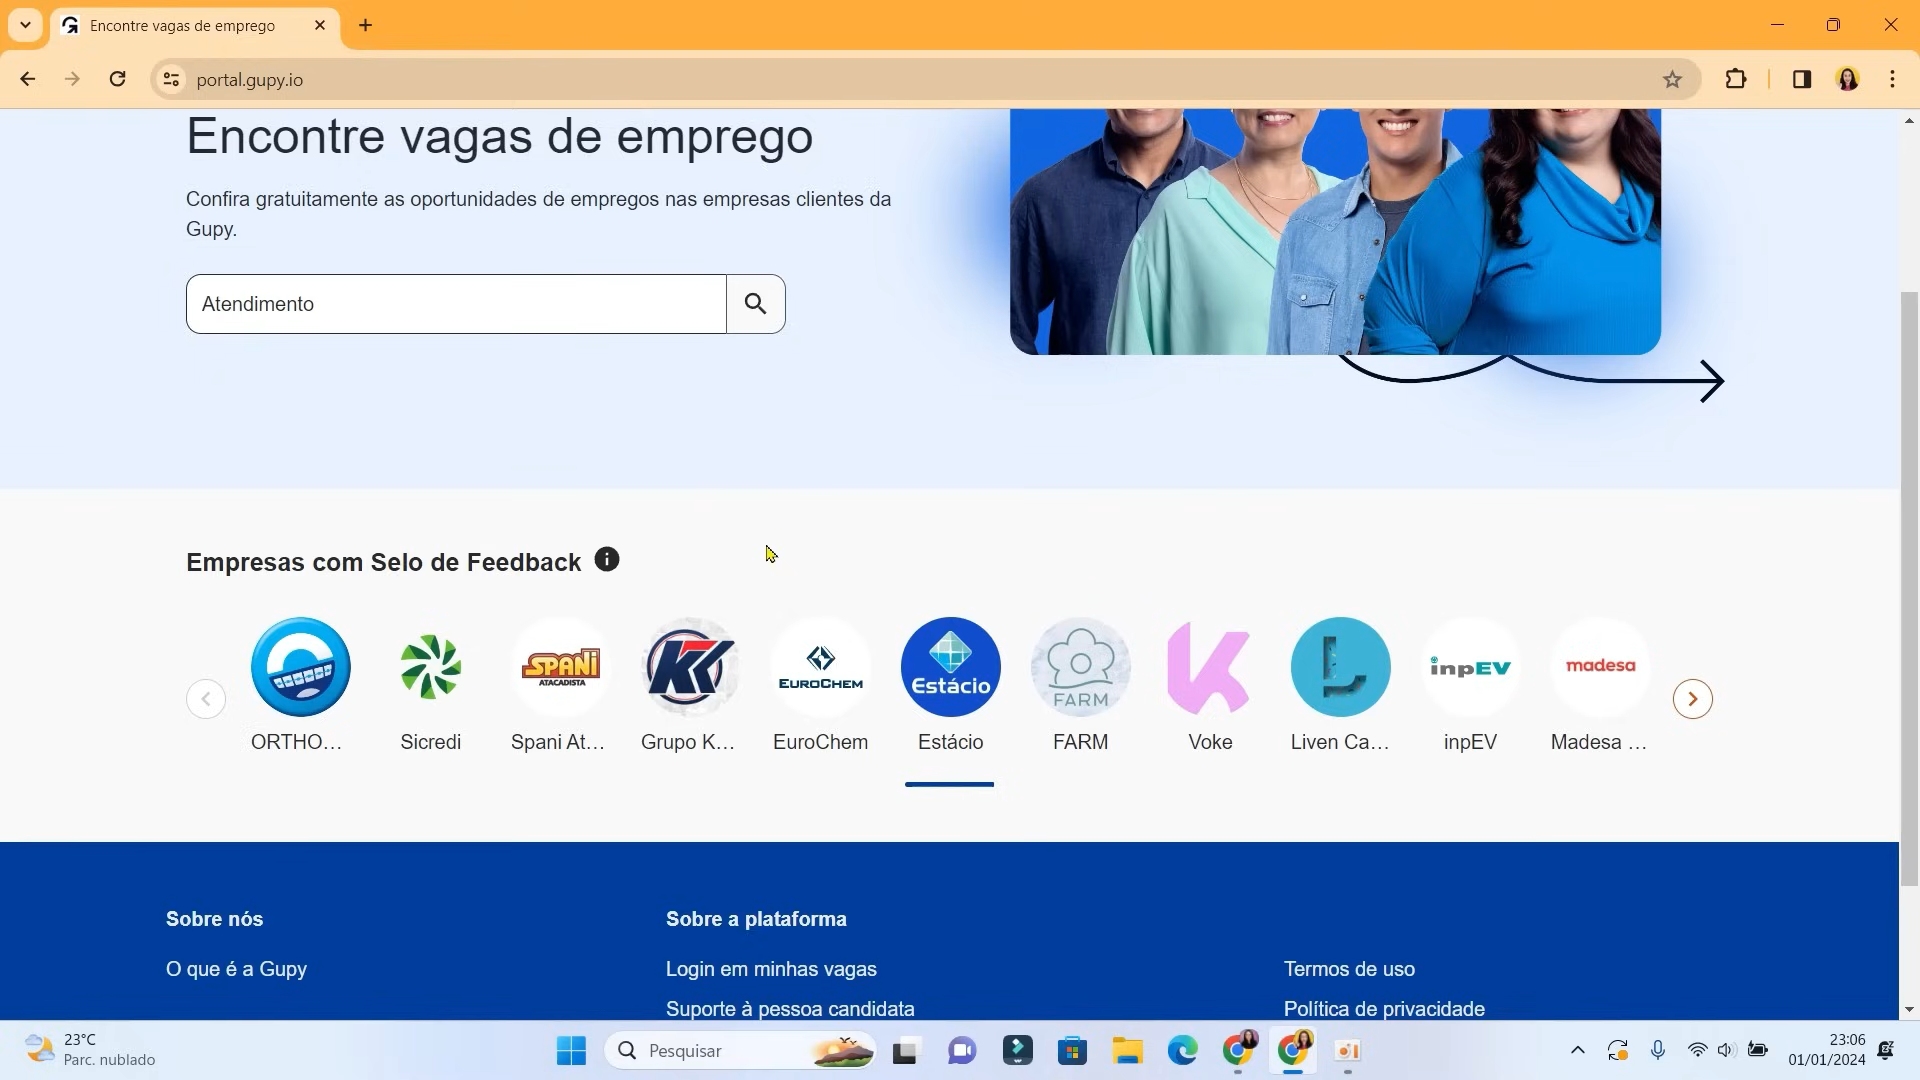 Encontre vagas de emprego
portal.gupy.io
Encontre vagas de emprego
Confira gratuitamente as oportunidades de empregos nas empresas clientes da
Gupy.
Atendimento
Empresas com Selo de Feedback
SPANI
ATACADISTA
EUROCHEM
Estácio
FARM
inpEV
madesa
ORTHO...
Sicredi
Spani At...
Grupo K...
EuroChem
Estácio
FARM
Voke
Liven Ca...
inpEV
Madesa ...
Sobre nós
Sobre a plataforma
O que é a Gupy
Login em minhas vagas
Termos de uso
Suporte à pessoa candidata
Política de privacidade
23°C
Parc. nublado
Pesquisar
23:06
01/01/2024